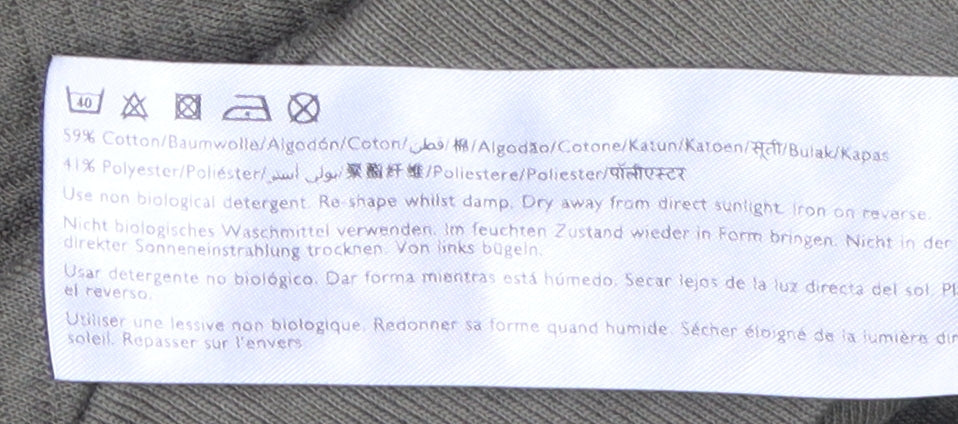 40
59% Cotton/Baumwolle/Algodón/Coton/قطن/棉/Algodão/Cotone/Katun/Katoen/सूती/Bulak/Kapas
41% Polyester/Poliéster/بولي أستر/聚酯纤维/Poliestere/Poliester/पॉलीएस्टर
Use non biological detergent. Re-shape whilst damp. Dry away from direct sunlight. Iron on reverse.
Nicht biologisches Waschmittel verwenden. Im feuchten Zustand wieder in Form bringen. Nicht in der
direkter Sonneneinstrahlung trocknen. Von links bügeln.
Usar detergente no biológico. Dar forma mientras está húmedo. Secar lejos de la luz directa del sol. Pl
el reverso.
Utiliser une lessive non biologique. Redonner sa forme quand humide. Sécher éloigné de la lumière dir
soleil. Repasser sur l'envers